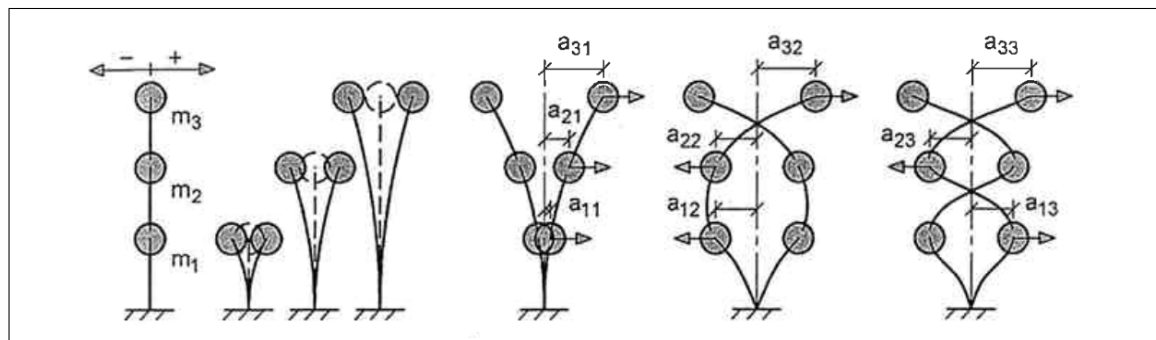 a₃₁ a₃₂ a₃₃
− +
m₃
a₂₁ a₂₂ a₂₃
m₂
a₁₁ a₁₂ a₁₃
m₁